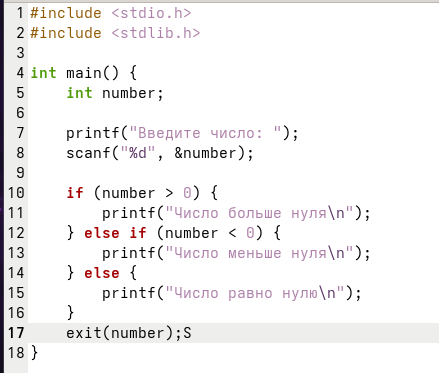 1 #include <stdio.h>
2 #include <stdlib.h>
3
4 int main() {
5     int number;
6
7     printf("Введите число: ");
8     scanf("%d", &number);
9
10     if (number > 0) {
11         printf("Число больше нуля\n");
12     } else if (number < 0) {
13         printf("Число меньше нуля\n");
14     } else {
15         printf("Число равно нулю\n");
16     }
17     exit(number);S
18 }